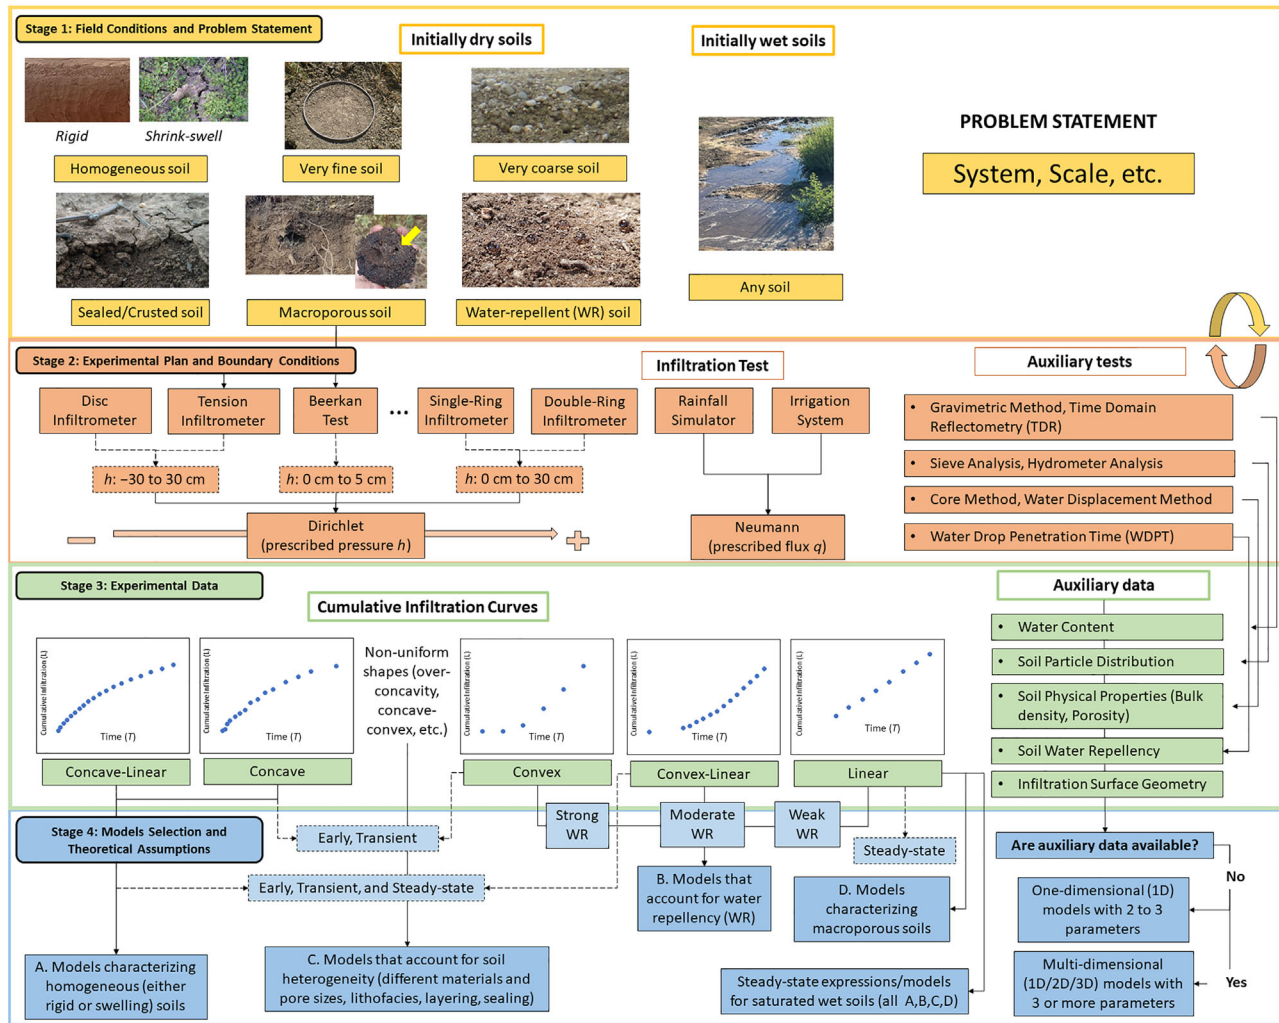 Stage 1: Field Conditions and Problem Statement
Initially dry soils
Initially wet soils
Rigid
Shrink-swell
Homogeneous soil
Very fine soil
Very coarse soil
PROBLEM STATEMENT
System, Scale, etc.
Sealed/Crusted soil
Macroporous soil
Water-repellent (WR) soil
Any soil
Stage 2: Experimental Plan and Boundary Conditions
Infiltration Test
Auxiliary tests
Disc
Infiltrometer
Tension
Infiltrometer
Beerkan
Test
•••
Single-Ring
Infiltrometer
Double-Ring
Infiltrometer
Rainfall
Simulator
Irrigation
System
h: −30 to 30 cm
h: 0 cm to 5 cm
h: 0 cm to 30 cm
Dirichlet
(prescribed pressure h)
Neumann
(prescribed flux q)
• Gravimetric Method, Time Domain
Reflectometry (TDR)
• Sieve Analysis, Hydrometer Analysis
• Core Method, Water Displacement Method
• Water Drop Penetration Time (WDPT)
Stage 3: Experimental Data
Cumulative Infiltration Curves
Auxiliary data
Cumulative Infiltration (L)
Time (T)
Concave-Linear
Cumulative Infiltration (L)
Time (T)
Concave
Non-uniform
shapes (over-
concavity,
concave-
convex, etc.)
Cumulative Infiltration (L)
Time (T)
Convex
Cumulative Infiltration (L)
Time (T)
Convex-Linear
Cumulative Infiltration (L)
Time (T)
Linear
• Water Content
• Soil Particle Distribution
• Soil Physical Properties (Bulk
density, Porosity)
• Soil Water Repellency
• Infiltration Surface Geometry
Stage 4: Models Selection and
Theoretical Assumptions
Early, Transient
Strong
WR
Moderate
WR
Weak
WR
Steady-state
Early, Transient, and Steady-state
A. Models characterizing
homogeneous (either
rigid or swelling) soils
C. Models that account for soil
heterogeneity (different materials and
pore sizes, lithofacies, layering, sealing)
B. Models that
account for water
repellency (WR)
D. Models
characterizing
macroporous soils
Steady-state expressions/models
for saturated wet soils (all A,B,C,D)
Are auxiliary data available?
No
One-dimensional (1D)
models with 2 to 3
parameters
Yes
Multi-dimensional
(1D/2D/3D) models with
3 or more parameters